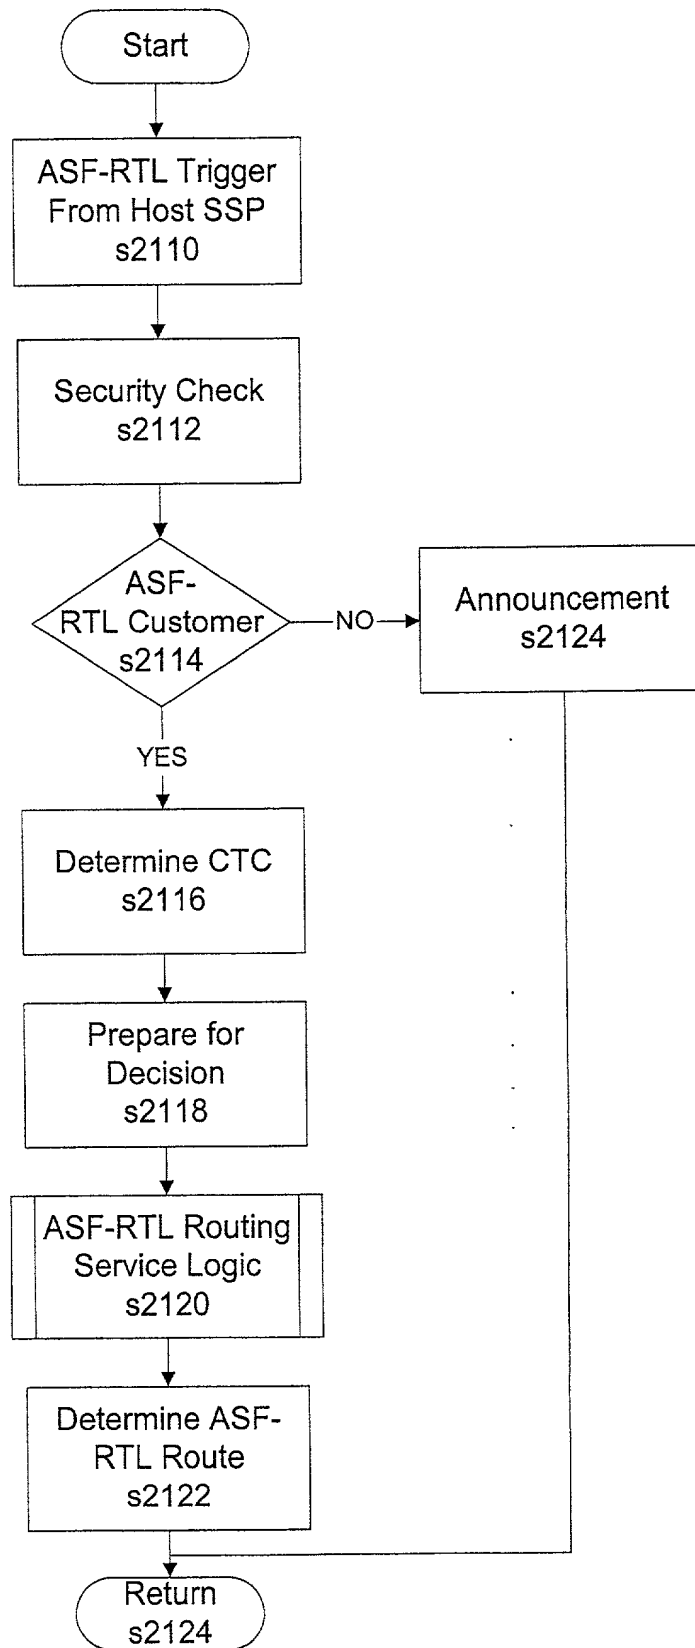 Start
ASF-RTL Trigger
From Host SSP
s2110
Security Check
s2112
ASF-
RTL Customer
s2114
NO
Announcement
s2124
YES
Determine CTC
s2116
Prepare for
Decision
s2118
ASF-RTL Routing
Service Logic
s2120
Determine ASF-
RTL Route
s2122
Return
s2124